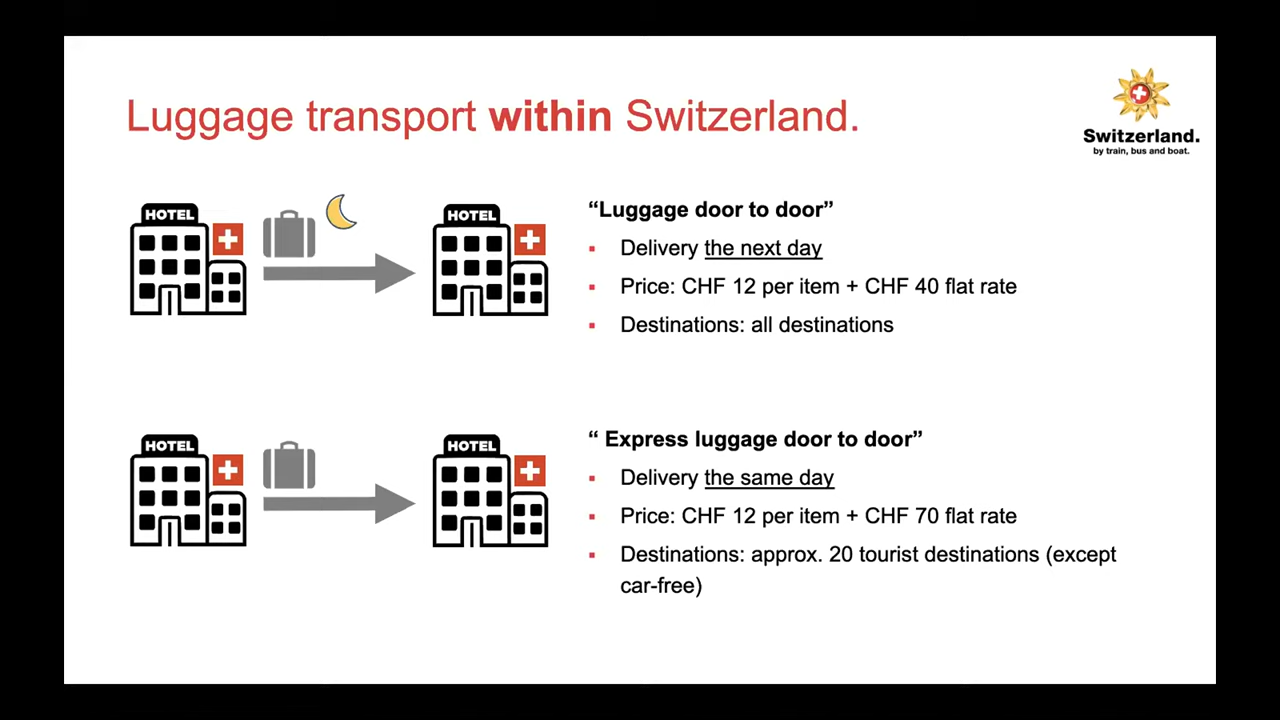 Luggage transport within Switzerland.
Switzerland.
by train, bus and boat.
HOTEL
HOTEL
“Luggage door to door”
▪ Delivery the next day
▪ Price: CHF 12 per item + CHF 40 flat rate
▪ Destinations: all destinations
HOTEL
HOTEL
“ Express luggage door to door”
▪ Delivery the same day
▪ Price: CHF 12 per item + CHF 70 flat rate
▪ Destinations: approx. 20 tourist destinations (except
car-free)